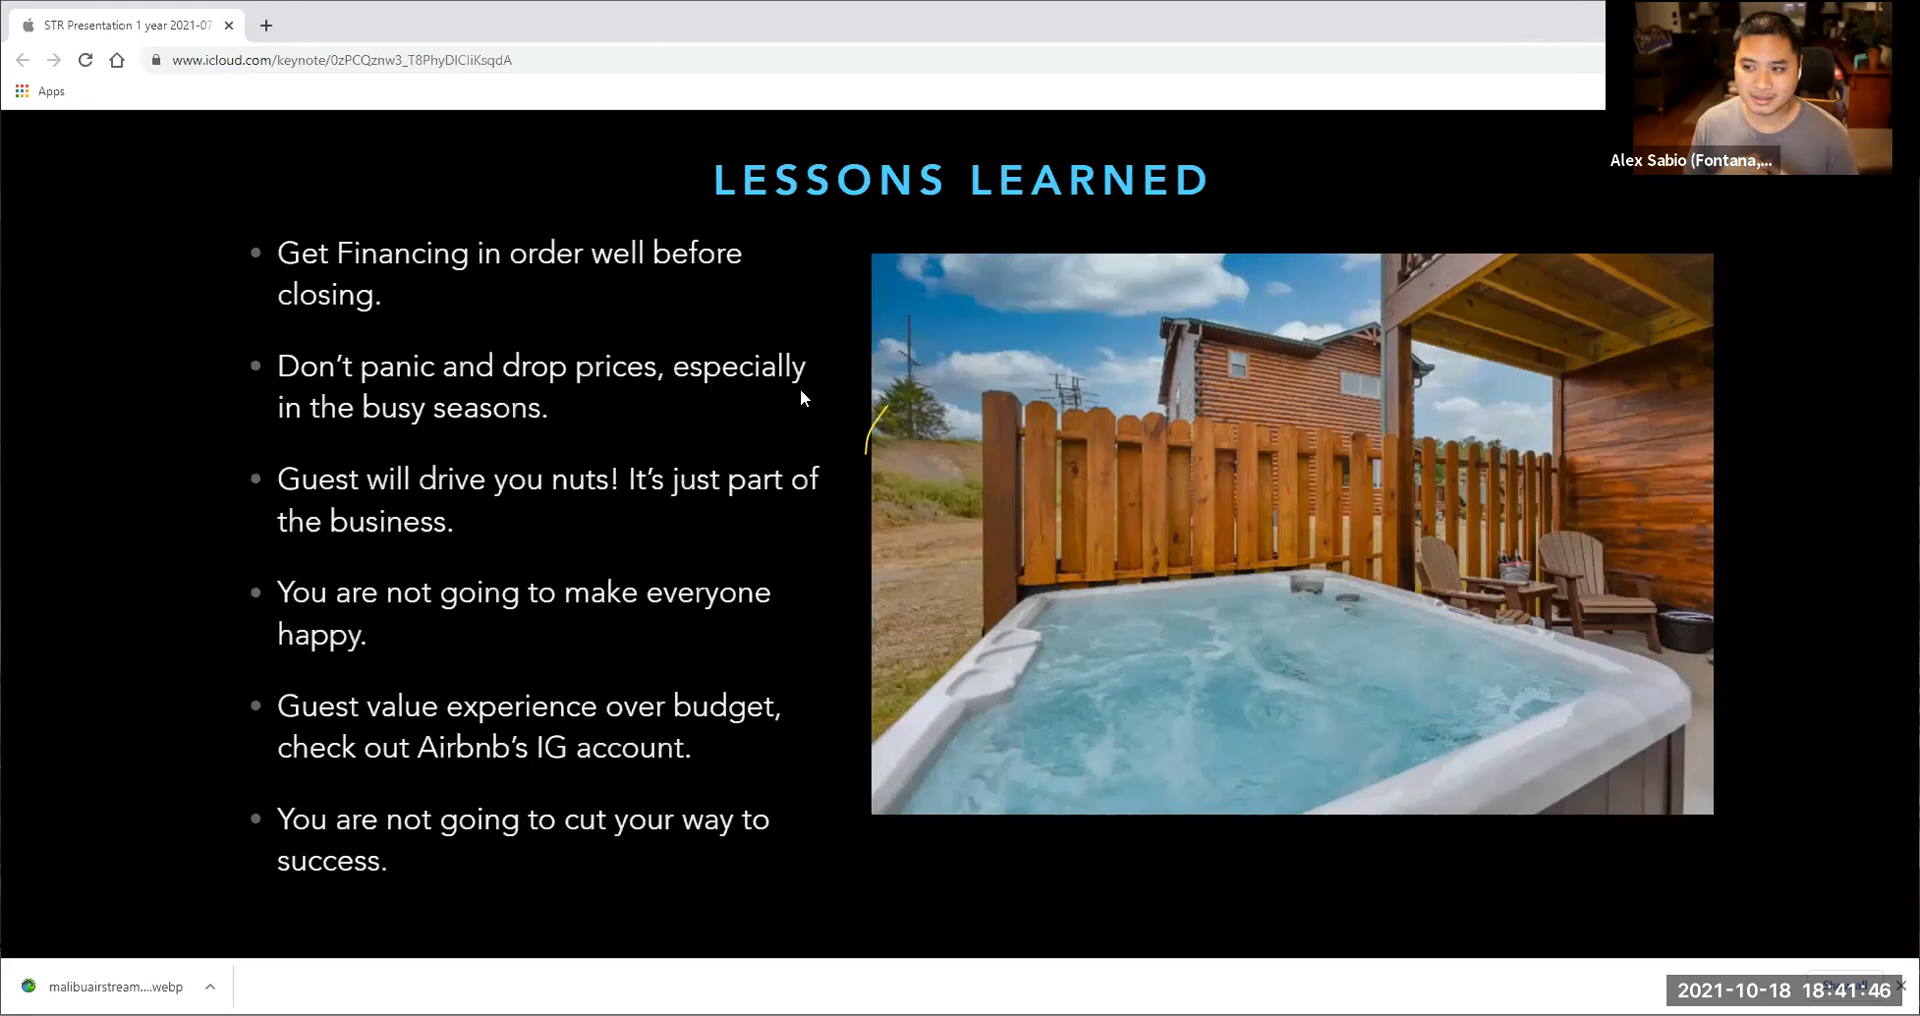 STR Presentation 1 year 2021-07
www.icloud.com/keynote/0zPCQznw3_T8PhyDICIiKsqdA
Apps
Alex Sabio (Fontana,...
LESSONS LEARNED
Get Financing in order well before
closing.
Don’t panic and drop prices, especially
in the busy seasons.
Guest will drive you nuts! It’s just part of
the business.
You are not going to make everyone
happy.
Guest value experience over budget,
check out Airbnb’s IG account.
You are not going to cut your way to
success.
malibuairstream....webp
2021-10-18 18:41:46